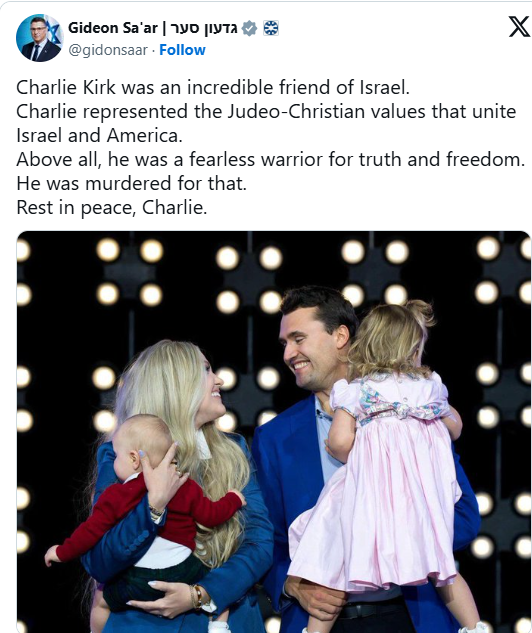 Gideon Sa'ar | גדעון סער
@gidonsaar · Follow
Charlie Kirk was an incredible friend of Israel.
Charlie represented the Judeo-Christian values that unite
Israel and America.
Above all, he was a fearless warrior for truth and freedom.
He was murdered for that.
Rest in peace, Charlie.